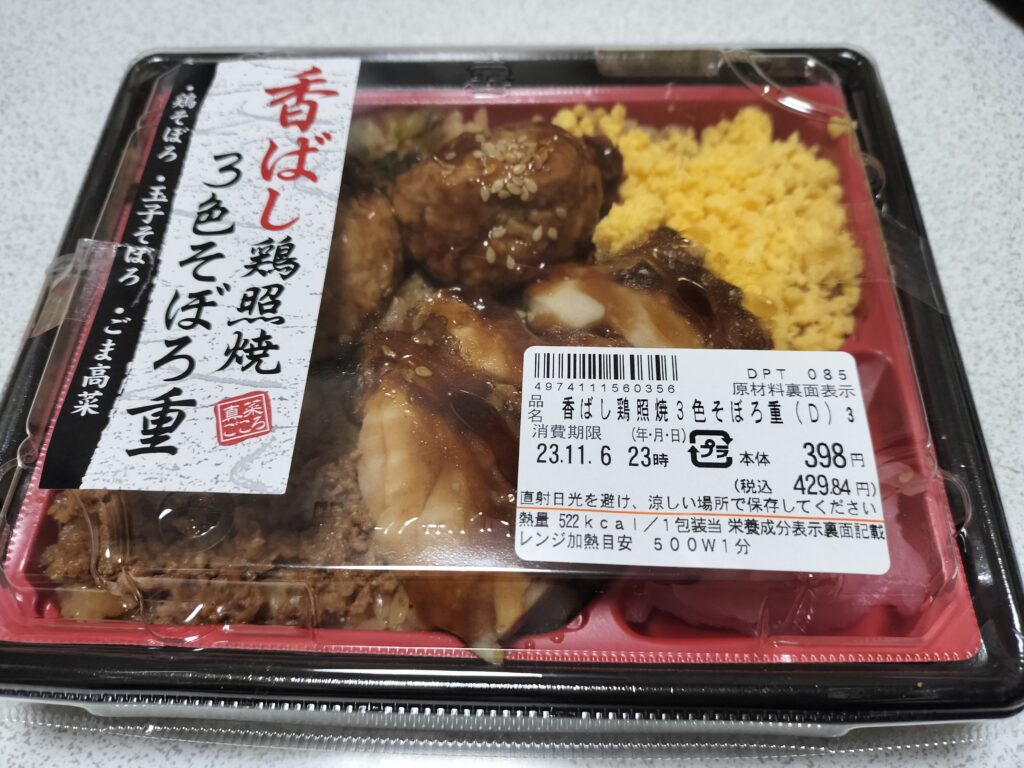 香ばし鶏照焼
3色そぼろ重
・鶏そぼろ・玉子そぼろ・ごま高菜
真菜
ごころ
4974111560356
DPT 085
原材料裏面表示
品名 香ばし鶏照焼3色そぼろ重(D) 3
消費期限 (年・月・日)
23.11.6 23時
プラ
本体 398円
(税込 429.84円)
直射日光を避け、涼しい場所で保存してください
熱量 522kcal/1包装当 栄養成分表示裏面記載
レンジ加熱目安 500W1分